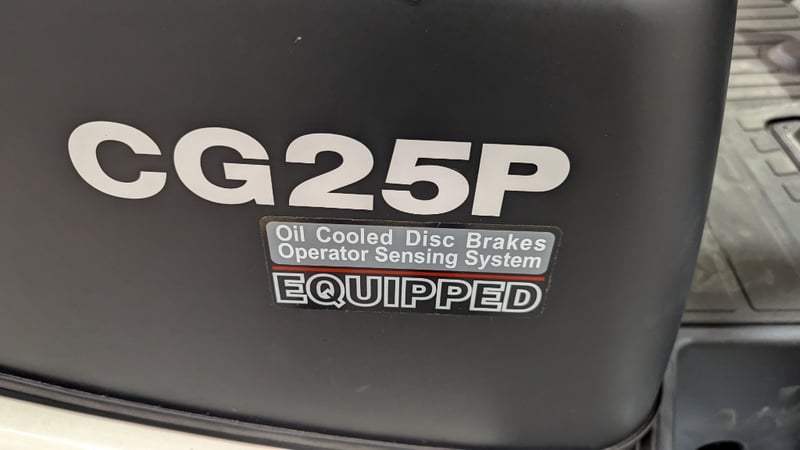 CG25P
Oil Cooled Disc Brakes
Operator Sensing System
EQUIPPED